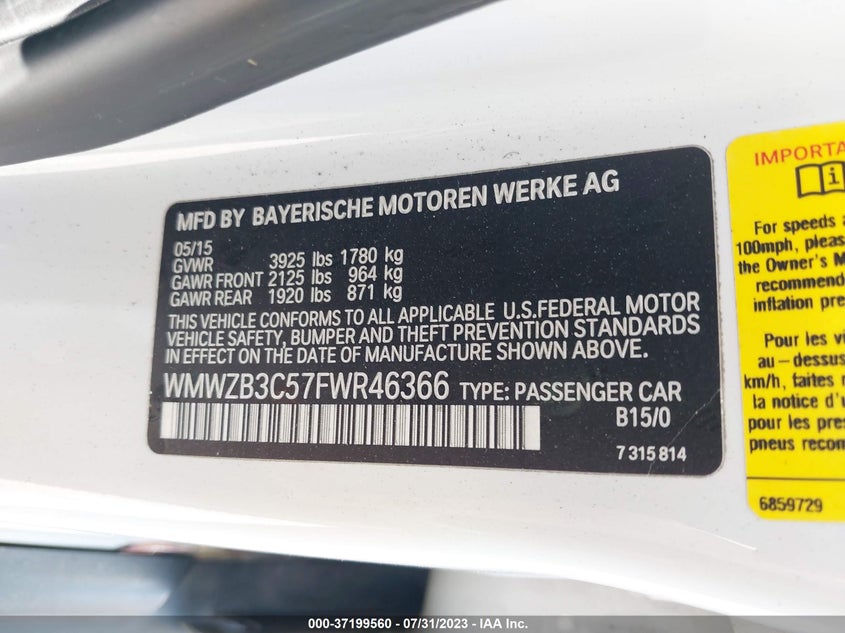 MFD BY BAYERISCHE MOTOREN WERKE AG
05/15
GVWR 3925 lbs 1780 kg
GAWR FRONT 2125 lbs 964 kg
GAWR REAR 1920 lbs 871 kg
THIS VEHICLE CONFORMS TO ALL APPLICABLE U.S.FEDERAL MOTOR
VEHICLE SAFETY, BUMPER AND THEFT PREVENTION STANDARDS
IN EFFECT ON THE DATE OF MANUFACTURE SHOWN ABOVE.
WMWZB3C57FWR46366 TYPE: PASSENGER CAR
B15/0
7 315 814
IMPORTA
For speeds a
100mph, pleas
the Owner's M
recommend
inflation pre
Pour les vi
au-dessus
km/h, faites r
la notice d'u
pour les pres
pneus recom
6859729
000-37199560 - 07/31/2023 - IAA Inc.